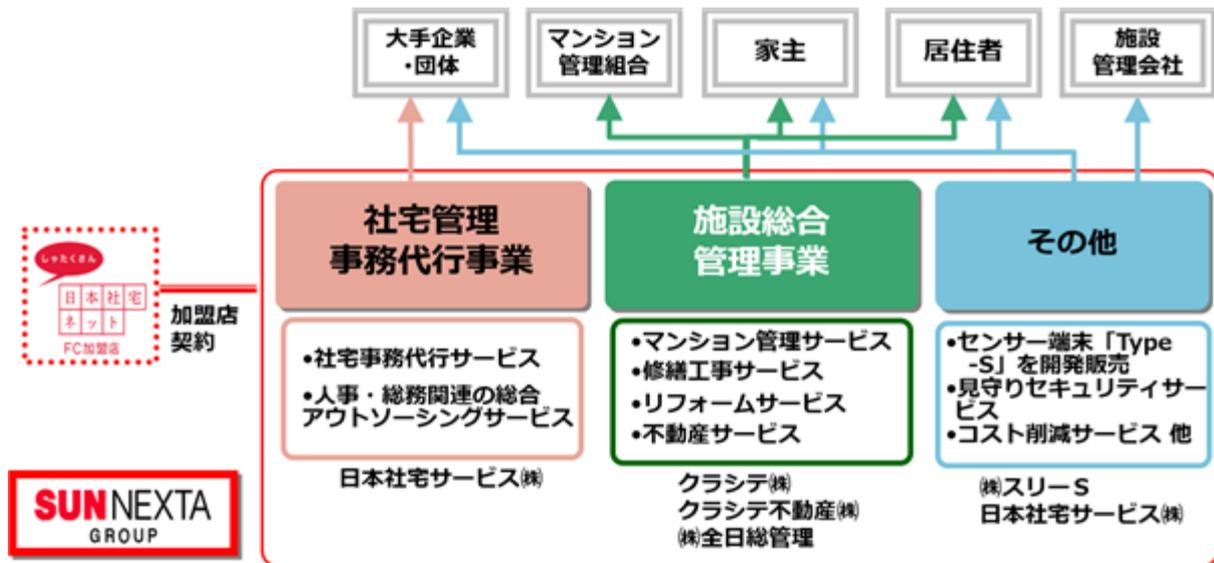 大手企業
・団体
マンション
管理組合
家主
居住者
施設
管理会社
社宅管理
事務代行事業
施設総合
管理事業
その他
しゃたくさん
日本社宅
ネット
FC加盟店
加盟店
契約
•社宅事務代行サービス
•人事・総務関連の総合
アウトソーシングサービス
•マンション管理サービス
•修繕工事サービス
•リフォームサービス
•不動産サービス
•センサー端末「Type
-S」を開発販売
•見守りセキュリティサー
ビス
•コスト削減サービス 他
日本社宅サービス㈱
クラシテ㈱
クラシテ不動産㈱
㈱全日総管理
㈱スリーS
日本社宅サービス㈱
SUNNEXTA
GROUP